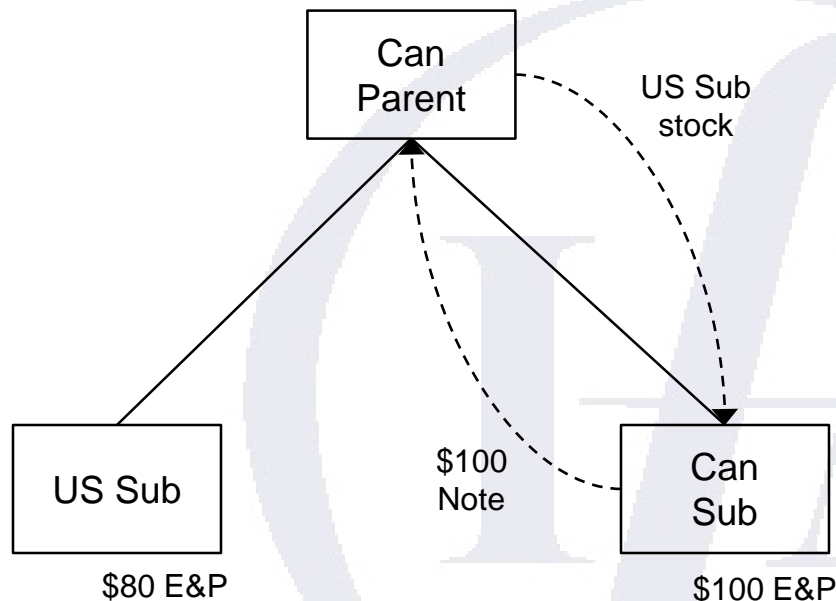 Can
Parent
US Sub
stock
$100
Note
US Sub
Can
Sub
$80 E&P
$100 E&P